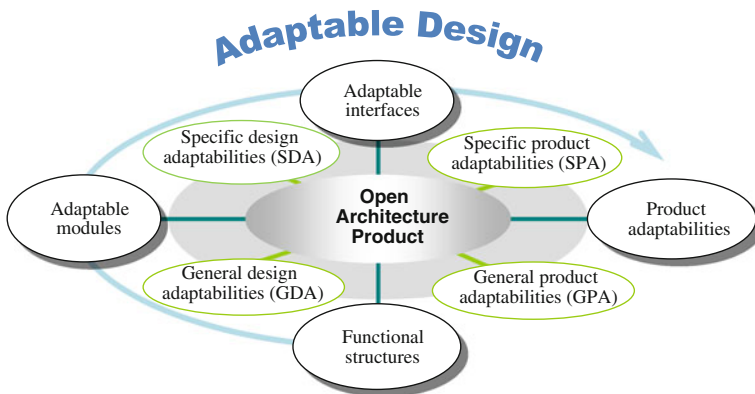 Adaptable Design
Adaptable
interfaces
Specific design
adaptabilities (SDA)
Specific product
adaptabilities (SPA)
Adaptable
modules
Open
Architecture
Product
Product
adaptabilities
General design
adaptabilities (GDA)
General product
adaptabilities (GPA)
Functional
structures